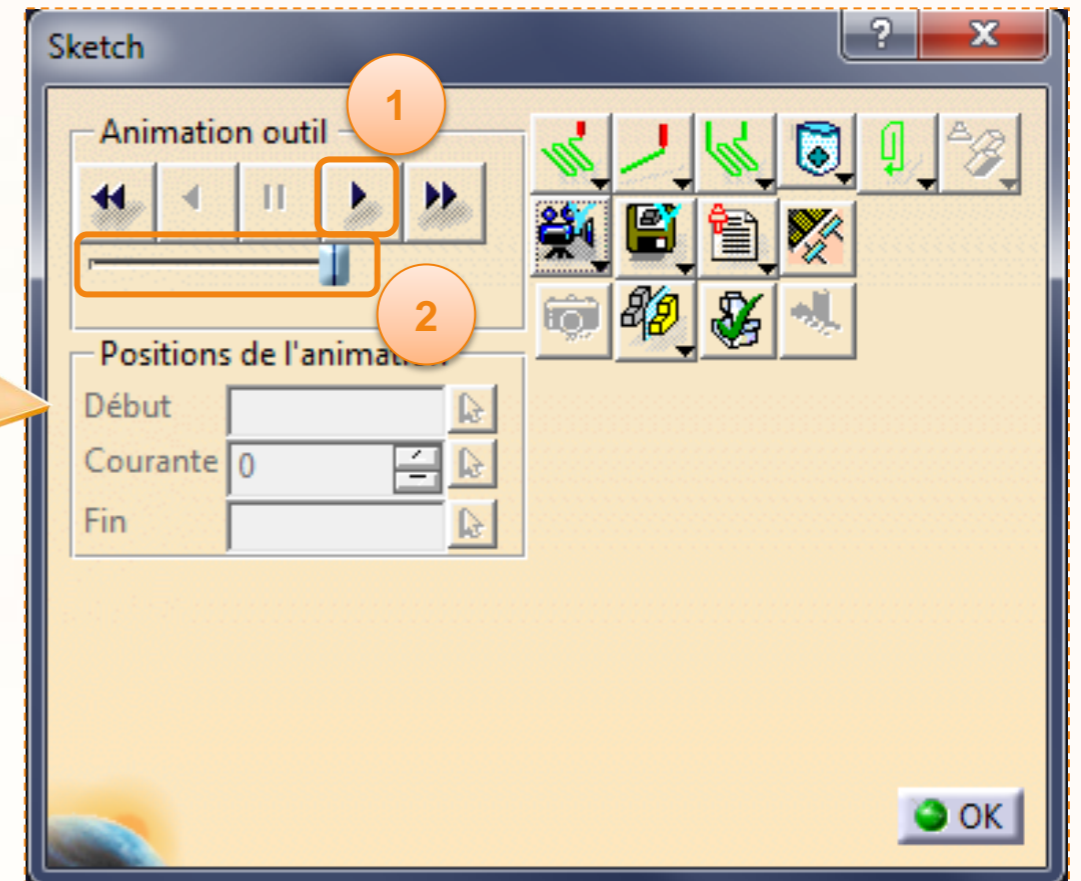 Sketch
? X
1
Animation outil
2
Positions de l'animation
Début
Courante 0
Fin
OK